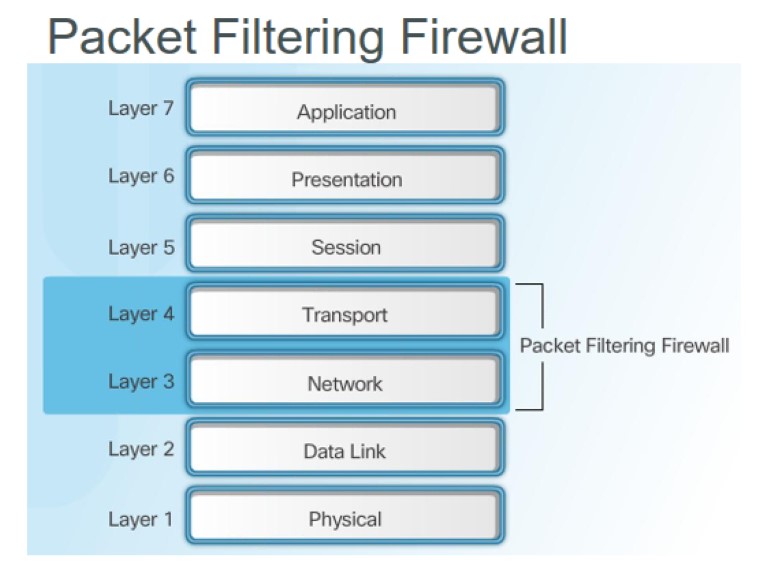 Packet Filtering Firewall
Layer 7 Application
Layer 6 Presentation
Layer 5 Session
Layer 4 Transport
Packet Filtering Firewall
Layer 3 Network
Layer 2 Data Link
Layer 1 Physical